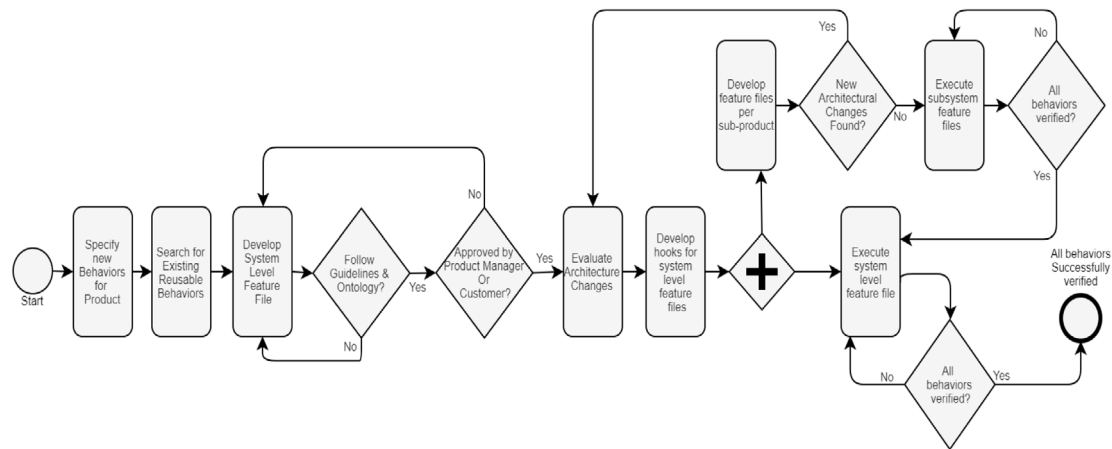 Start
Specify
new
Behaviors
for
Product
Search for
Existing
Reusable
Behaviors
Develop
System
Level
Feature
File
Follow
Guidelines &
Ontology?
No
Yes
Approved by
Product Manager
Or
Customer?
No
Yes
Evaluate
Architecture
Changes
Develop
hooks for
system
level feature
files
Develop
feature files
per
sub-product
New
Architectural
Changes
Found?
Yes
No
Execute
subsystem
feature
files
All
behaviors
verified?
No
Yes
Execute
system
level
feature file
All
behaviors
verified?
No
Yes
All behaviors
Successfully
verified